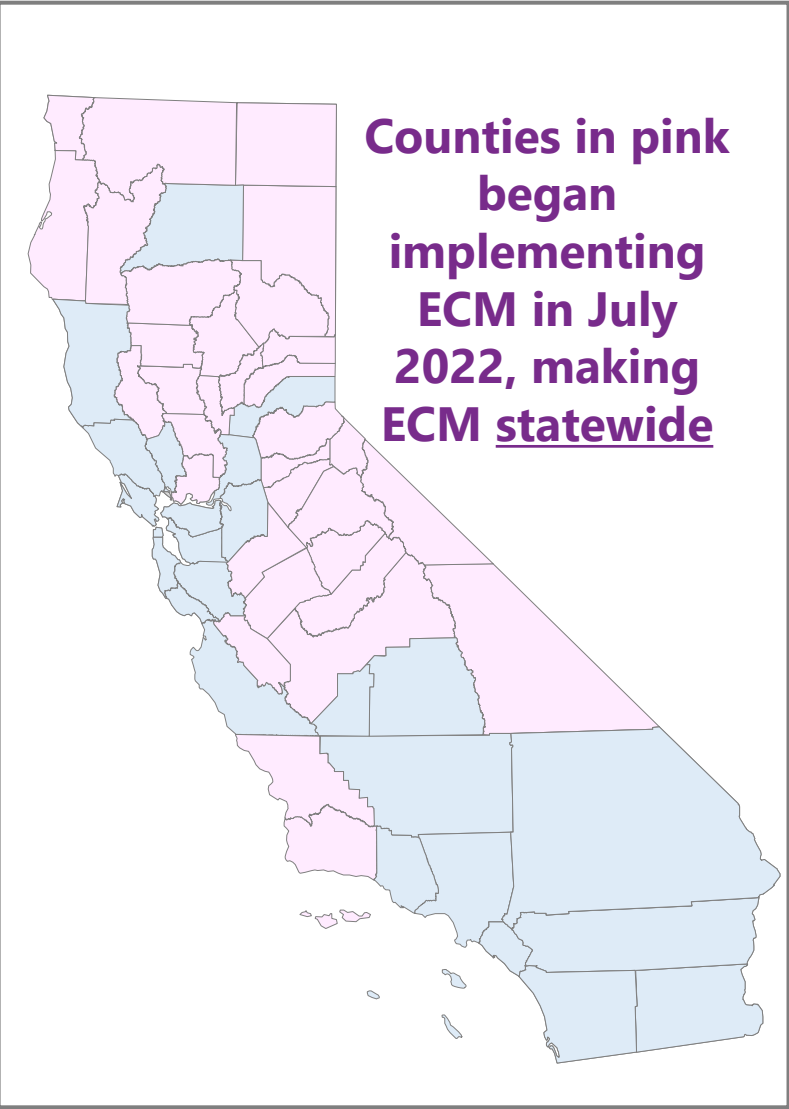 Counties in pink
began
implementing
ECM in July
2022, making
ECM statewide